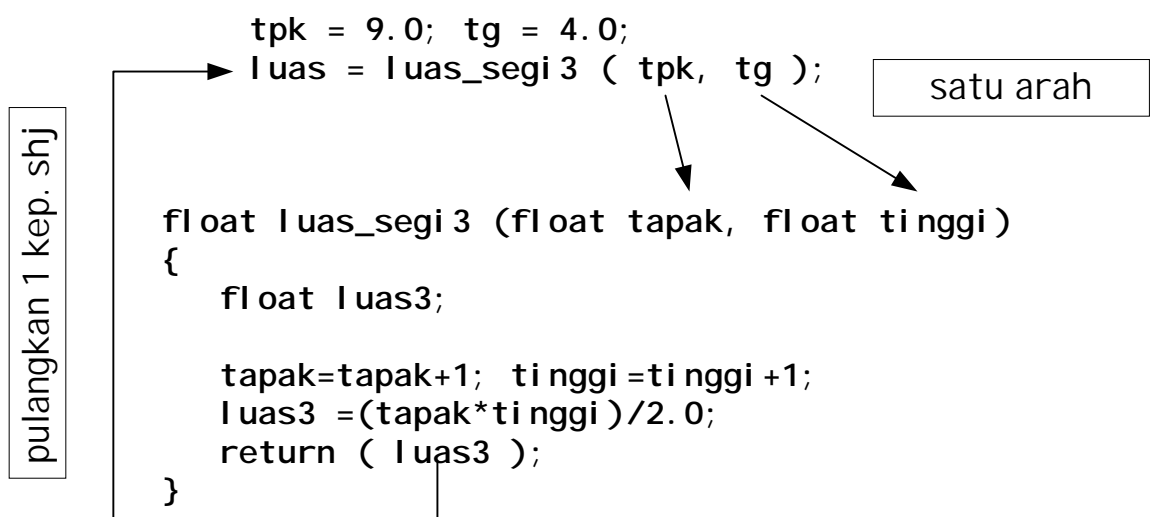 tpk = 9.0; tg = 4.0;
luas = luas_segi3 ( tpk, tg );
satu arah
pulangkan 1 kep. shj
float luas_segi3 (float tapak, float tinggi)
{
float luas3;
tapak=tapak+1; tinggi=tinggi+1;
luas3 =(tapak*tinggi)/2.0;
return ( luas3 );
}